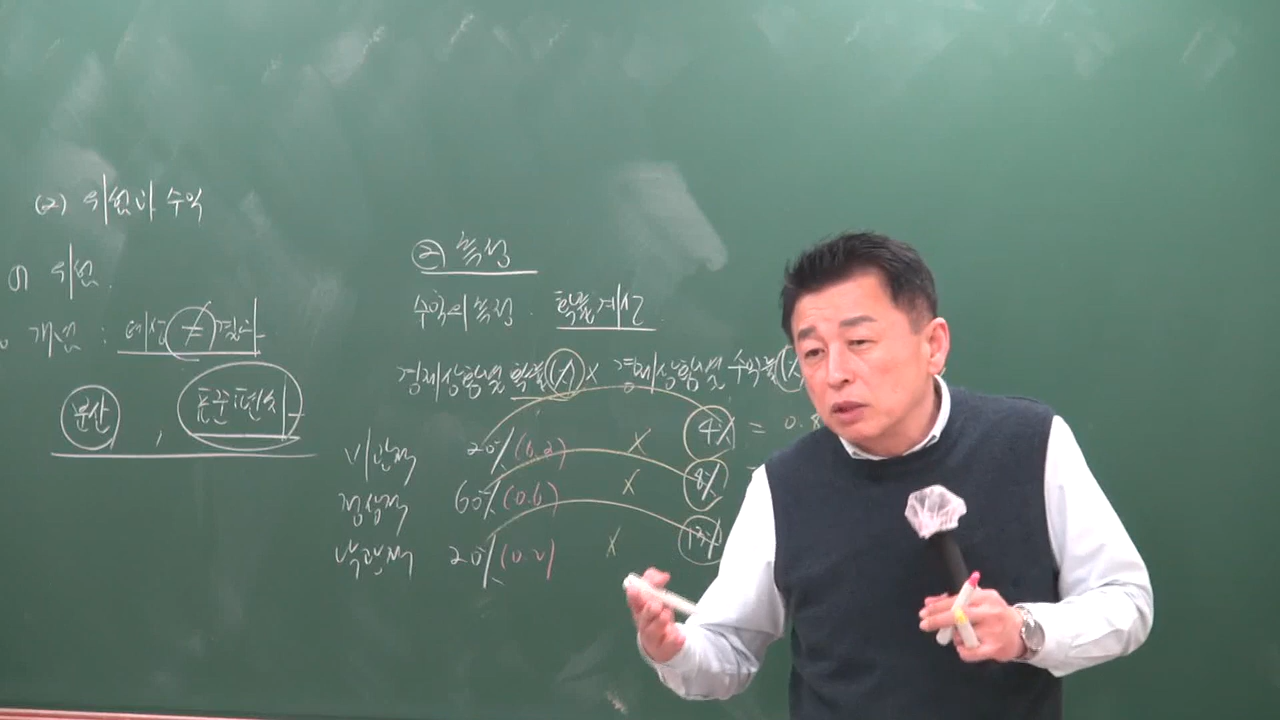 (2) 위험과 수익
① 위험.
개념 : 예상 ≠ 결과
분산 , 표준편차
② 측정
수익의 측정. 확률계산
경제상황별 확률(%) × 경제상황별 수익률(%
비관적 20% (0.2) × 4% = 0.8
정상적 60% (0.6) × 8%
낙관적 20% (0.2) × 13%